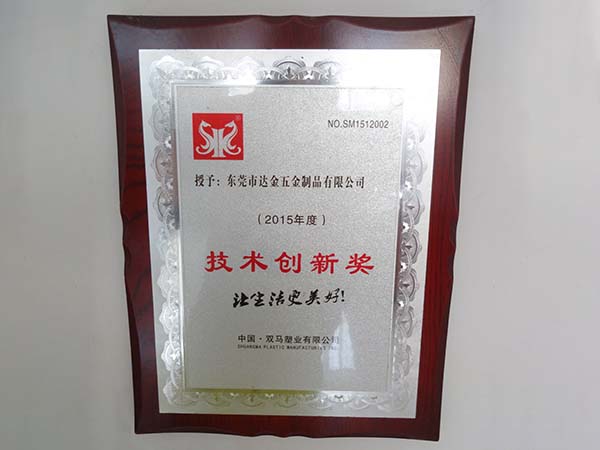 NO.SM1512002
授予：东莞市达金五金制品有限公司
（2015年度）
技术创新奖
让生活更美好！
中国·双马塑业有限公司
SHUANGMA PLASTIC MANUFACTURING INC.